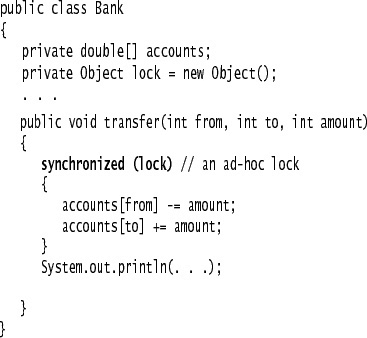 public class Bank
{
private double[] accounts;
private Object lock = new Object();
. . .
public void transfer(int from, int to, int amount)
{
synchronized (lock) // an ad-hoc lock
{
accounts[from] -= amount;
accounts[to] += amount;
}
System.out.println(. . .);
}
}